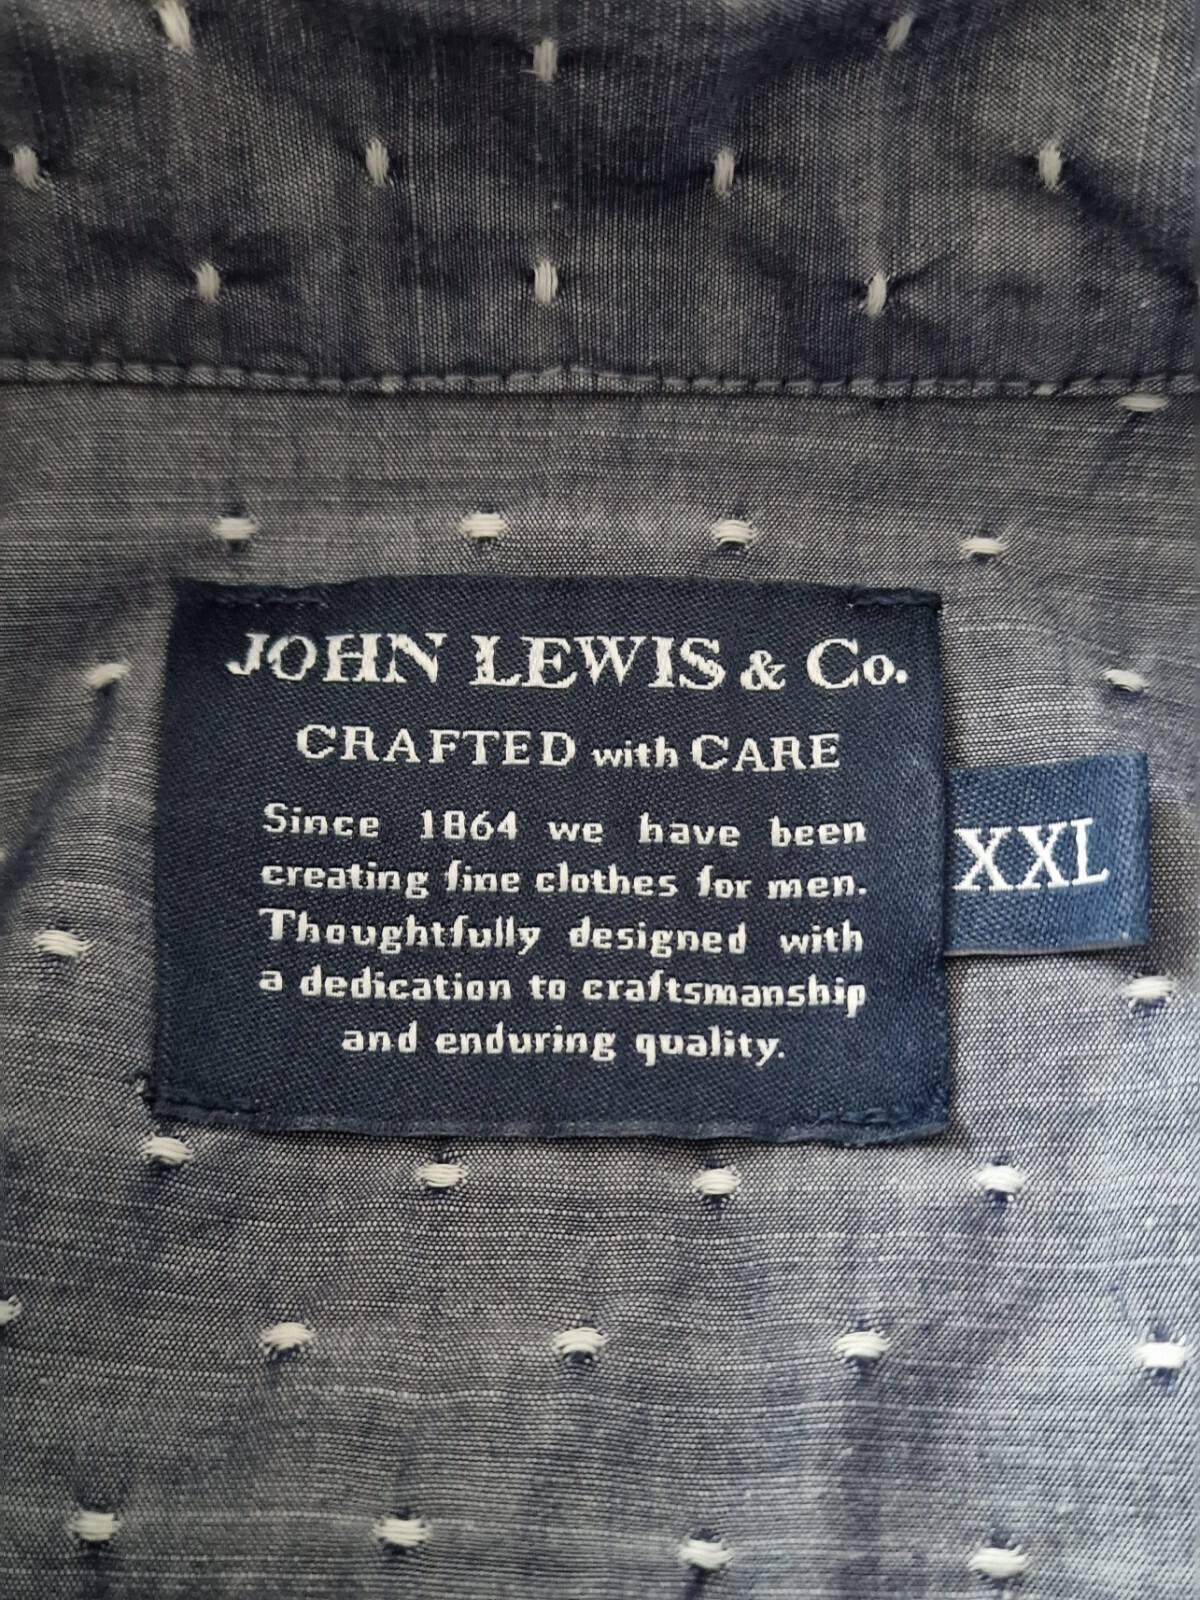 JOHN LEWIS & Co.
CRAFTED with CARE
Since 1864 we have been
creating fine clothes for men.
Thoughtfully designed with
a dedication to craftsmanship
and enduring quality.
XXL